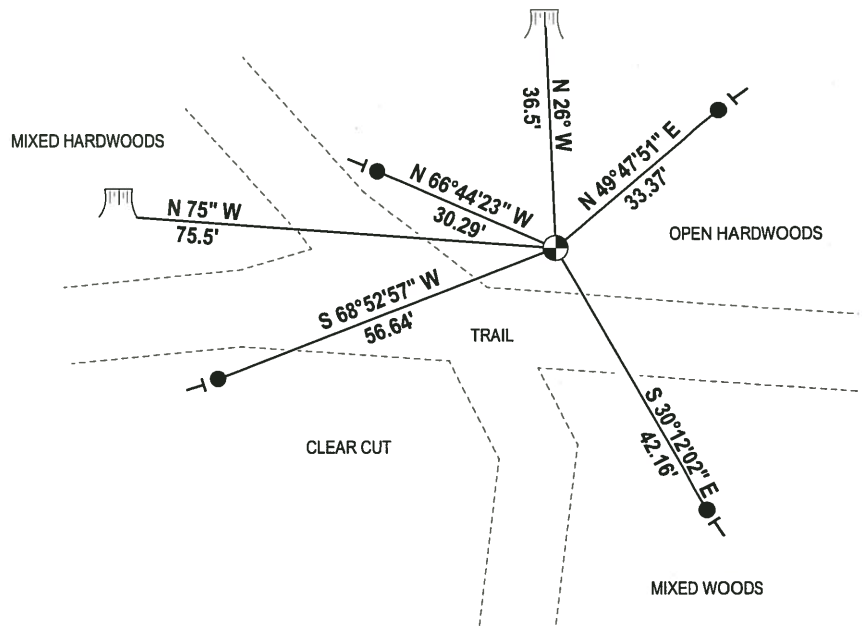 N 26° W
36.5'
N 49°47'51" E
33.37'
MIXED HARDWOODS
N 66°44'23" W
30.29'
N 75" W
75.5'
OPEN HARDWOODS
S 68°52'57" W
56.64'
TRAIL
S 30°12'02" E
42.16'
CLEAR CUT
MIXED WOODS